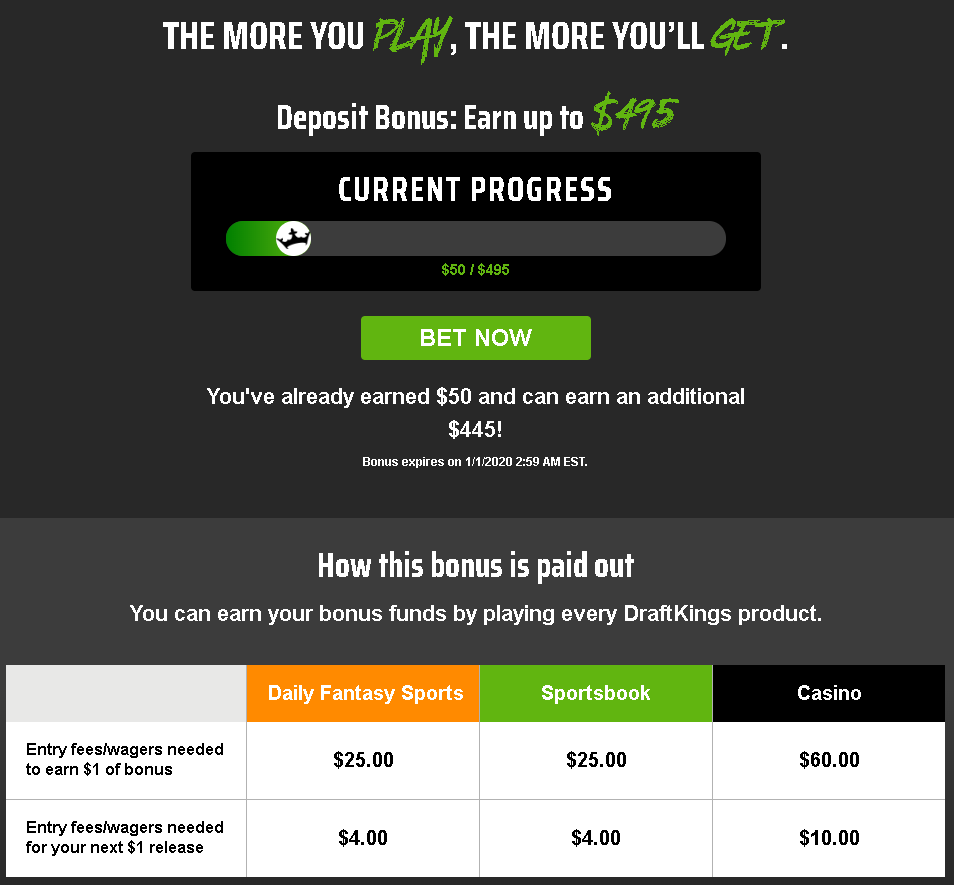 THE MORE YOU PLAY, THE MORE YOU'LL GET.
Deposit Bonus: Earn up to $495
CURRENT PROGRESS
$50 / $495
BET NOW
You've already earned $50 and can earn an additional
$445!
Bonus expires on 1/1/2020 2:59 AM EST.
How this bonus is paid out
You can earn your bonus funds by playing every DraftKings product.
Daily Fantasy Sports Sportsbook Casino
Entry fees/wagers needed
to earn $1 of bonus
$25.00 $25.00 $60.00
Entry fees/wagers needed
for your next $1 release
$4.00 $4.00 $10.00